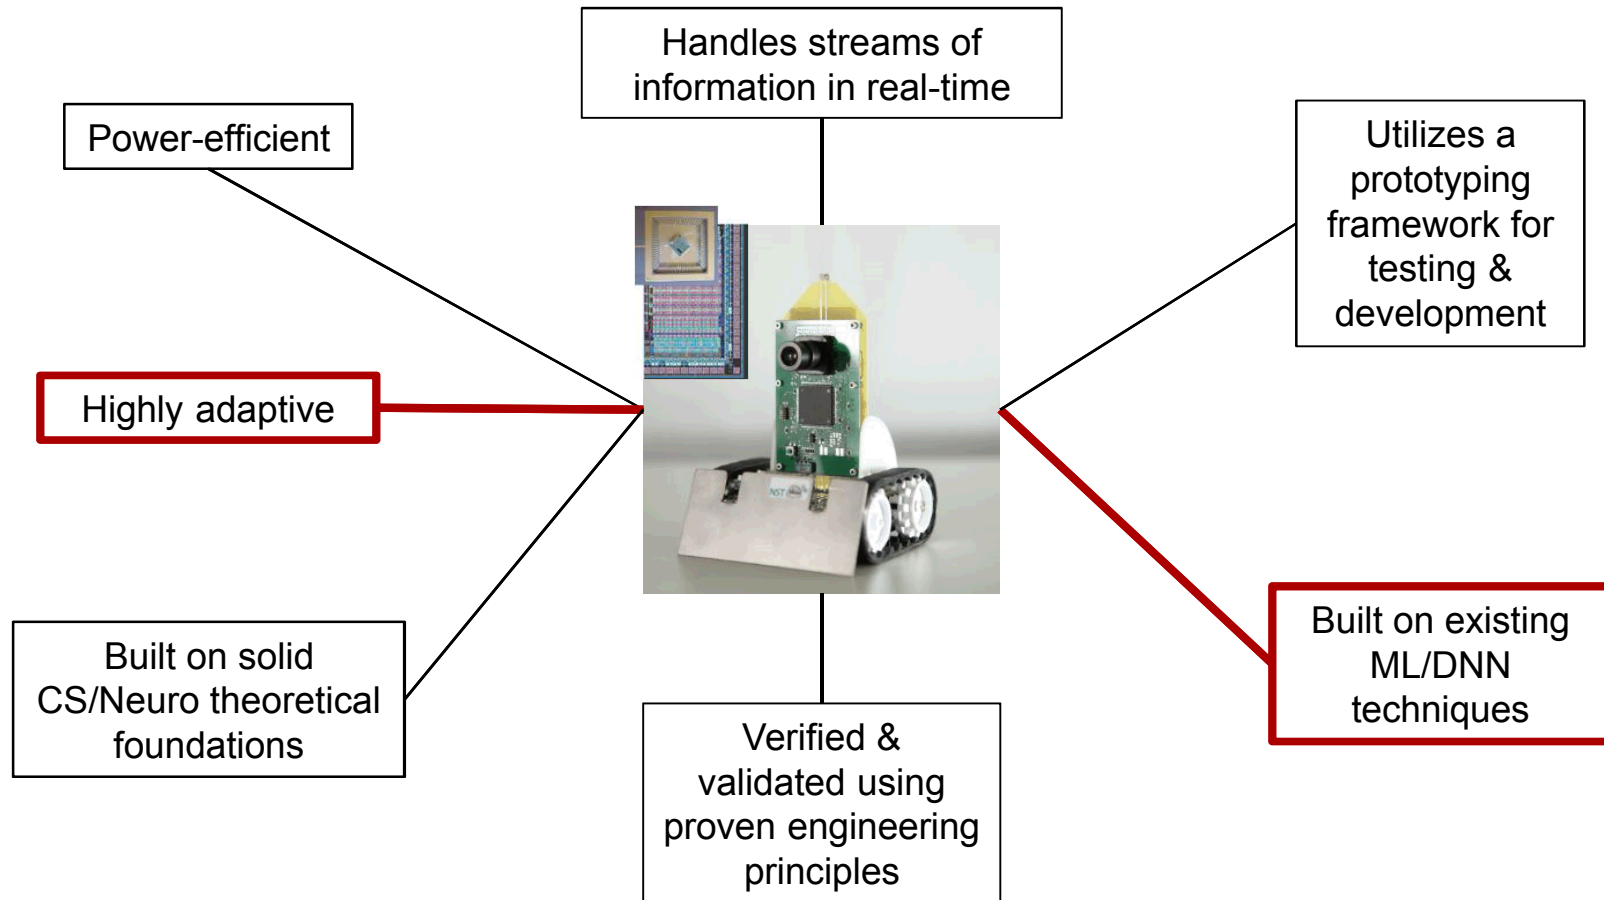 Handles streams of
information in real-time
Power-efficient
Utilizes a
prototyping
framework for
testing &
development
Highly adaptive
NST
Built on existing
ML/DNN
techniques
Built on solid
CS/Neuro theoretical
foundations
Verified &
validated using
proven engineering
principles